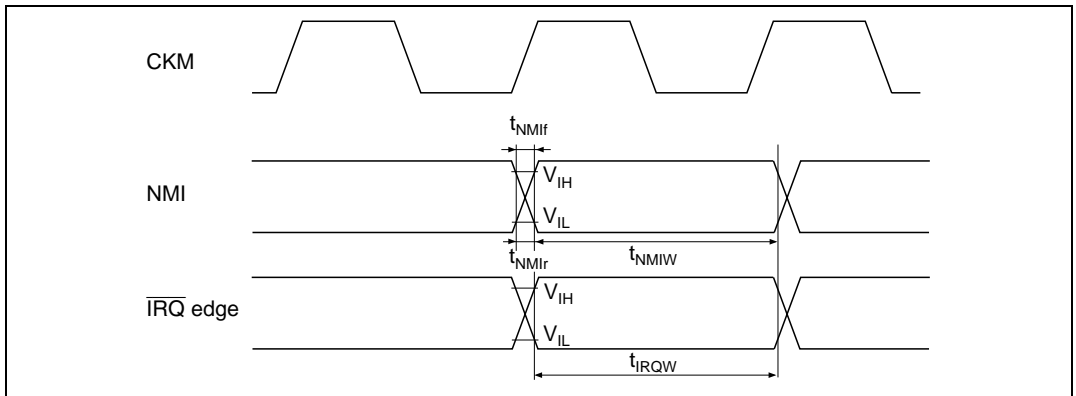 CKM
tNMIf
NMI
VIH
VIL
tNMIr
tNMIW
IRQ edge
VIH
VIL
tIRQW